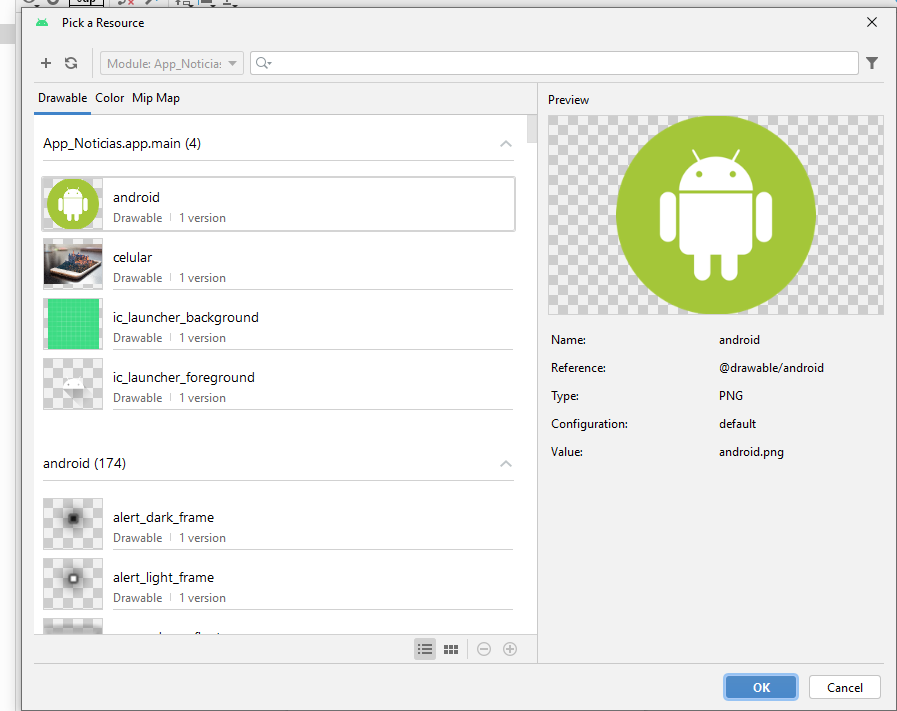 Pick a Resource
Module: App_Noticia:
Drawable Color Mip Map
App_Noticias.app.main (4)
android
Drawable 1 version
celular
Drawable 1 version
ic_launcher_background
Drawable 1 version
ic_launcher_foreground
Drawable 1 version
android (174)
alert_dark_frame
Drawable 1 version
alert_light_frame
Drawable 1 version
Preview
Name: android
Reference: @drawable/android
Type: PNG
Configuration: default
Value: android.png
OK Cancel